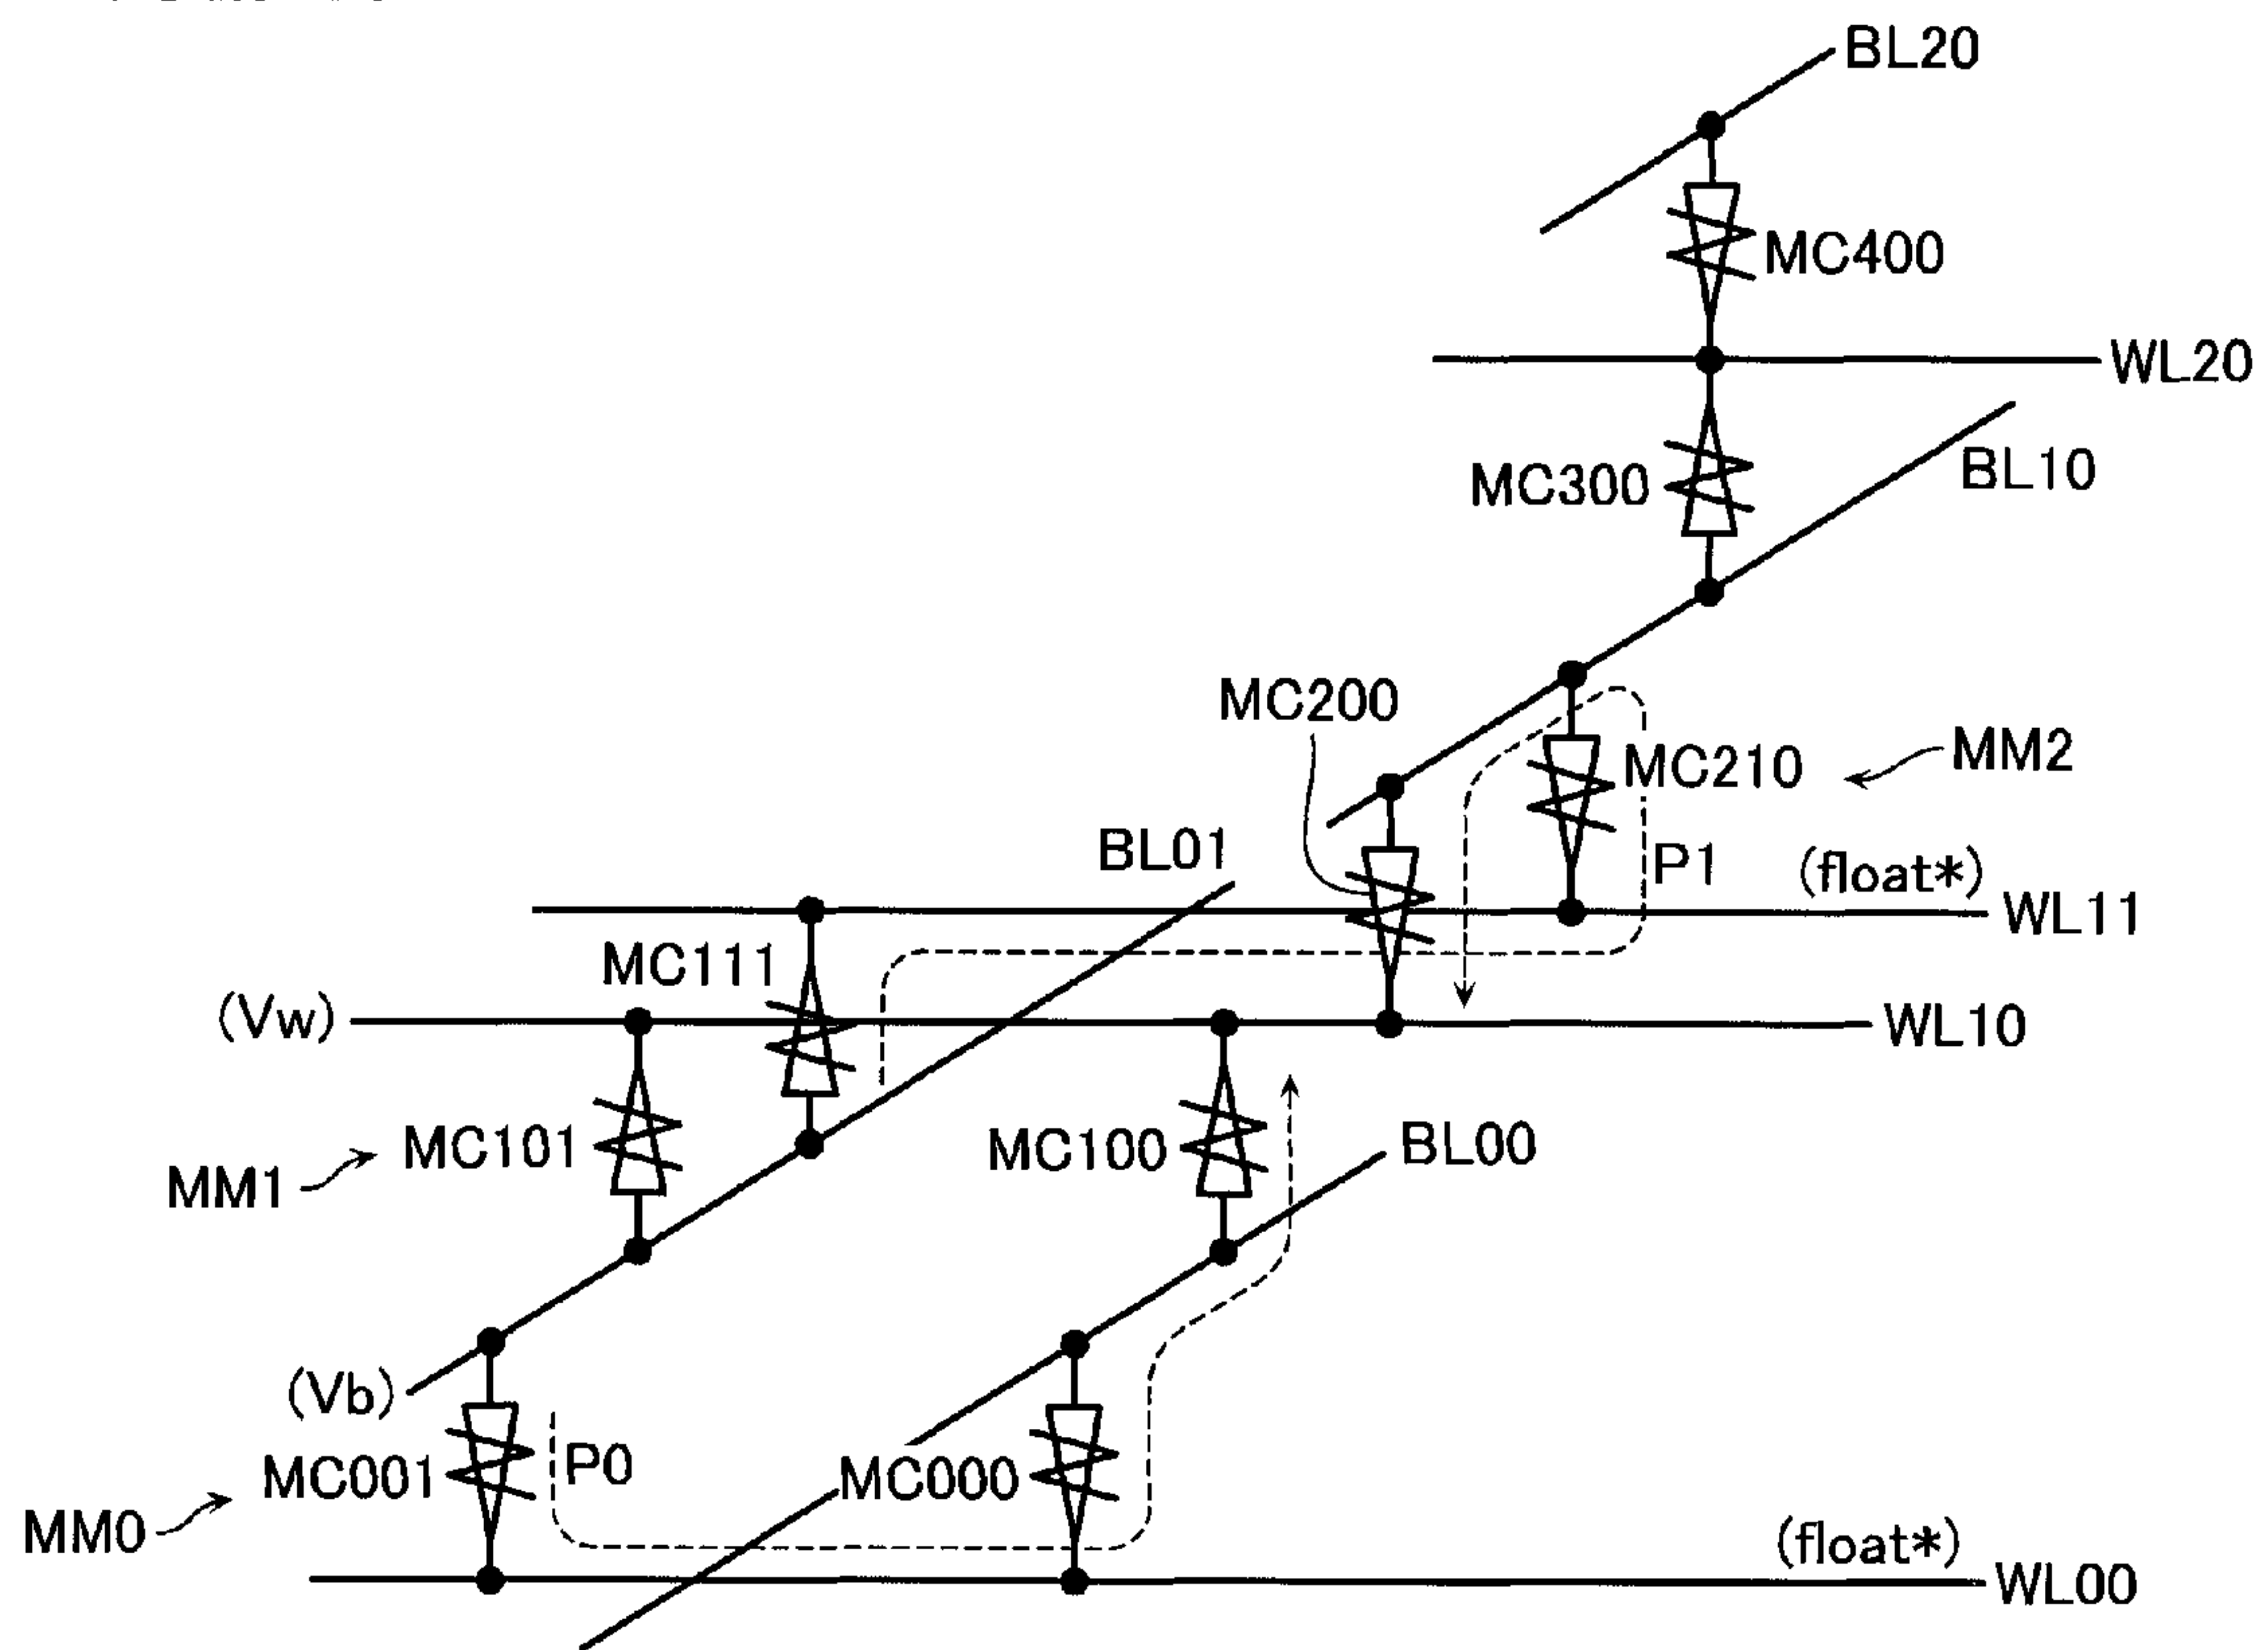 BL20
MC400
WL20
BL10
MC300
MC200
MC210
MM2
BL01
P1
(float*)
WL11
MC111
(Vw)
WL10
MC101
MC100
BL00
MM1
(Vb)
MC001
P0
MC000
MM0
(float*)
WL00